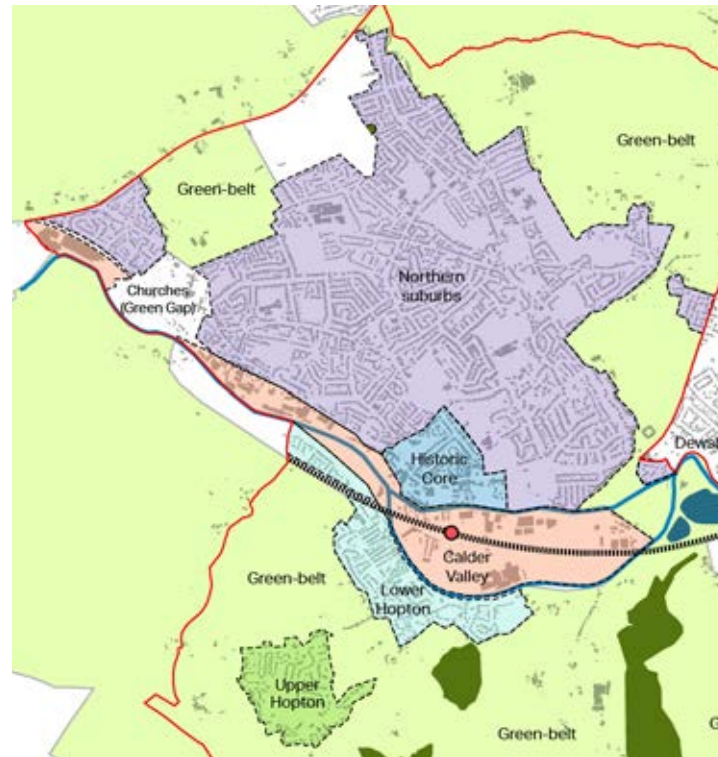 Green-belt
Green-belt
Northern
suburbs
Churches
(Green Gap)
Historic
Core
Calder
Valley
Green-belt
Lower
Hopton
Upper
Hopton
Green-belt